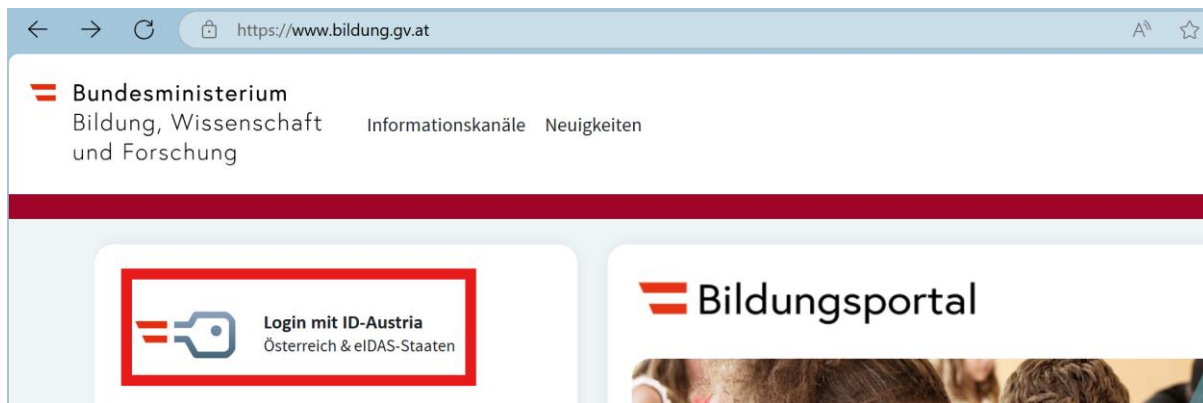 https://www.bildung.gv.at
Bundesministerium
Bildung, Wissenschaft
und Forschung
Informationskanäle Neuigkeiten
Login mit ID-Austria
Österreich & eIDAS-Staaten
Bildungsportal